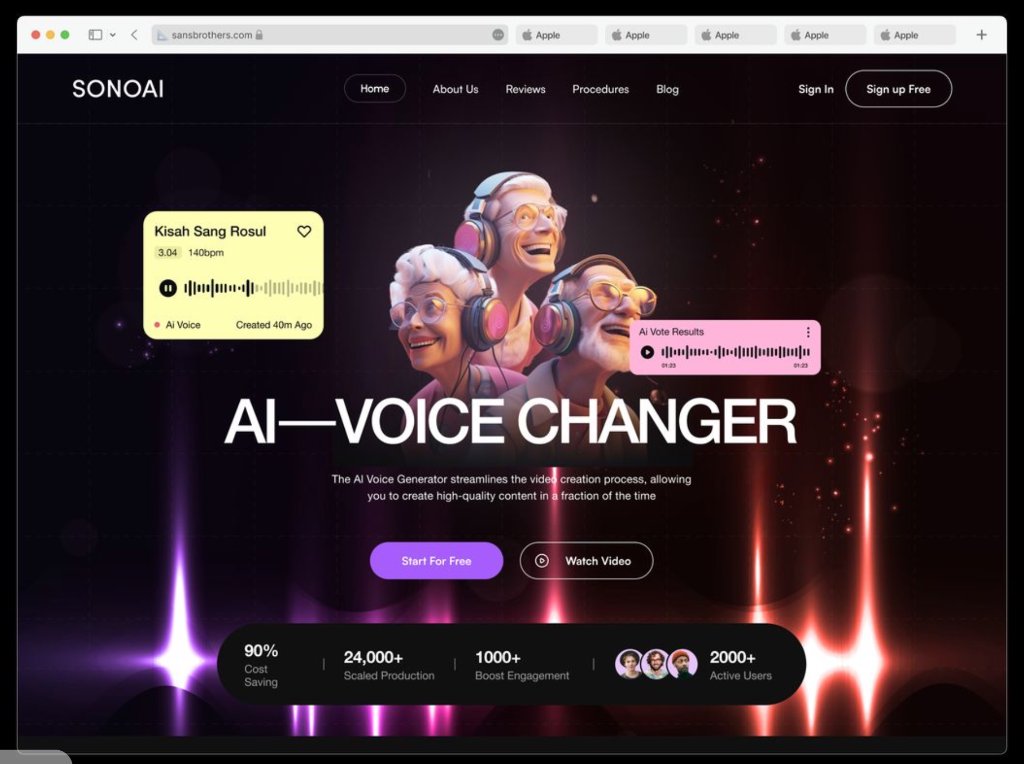 sansbrothers.com
Apple
Apple
Apple
Apple
Apple
SONOAI
Home
About Us
Reviews
Procedures
Blog
Sign In
Sign up Free
Kisah Sang Rosul
3.04 140bpm
Ai Voice
Created 40m Ago
Ai Vote Results
01:23
01:23
AI—VOICE CHANGER
The AI Voice Generator streamlines the video creation process, allowing
you to create high-quality content in a fraction of the time
Start For Free
Watch Video
90%
Cost
Saving
24,000+
Scaled Production
1000+
Boost Engagement
2000+
Active Users